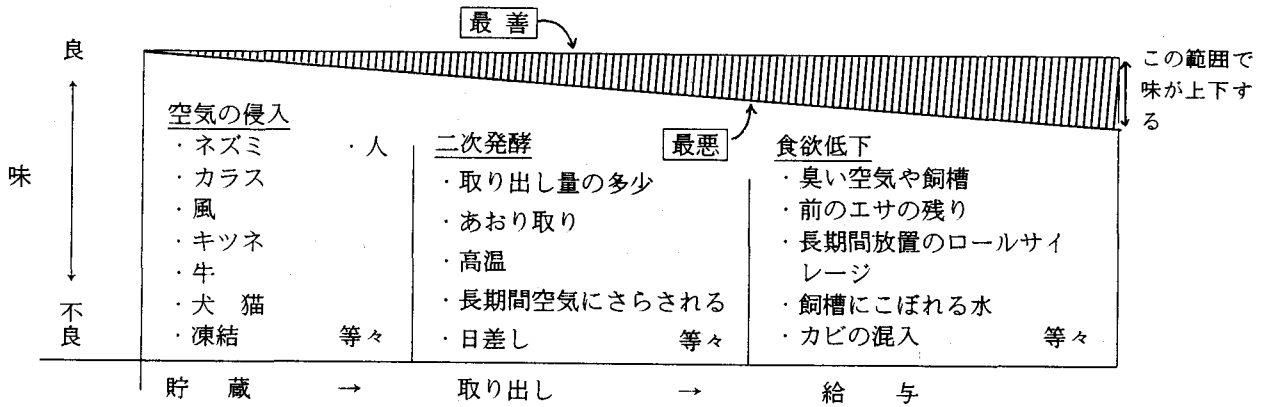 最 善
良
この範囲で
味が上下す
る
味
不
良
最悪
空気の侵入
・ネズミ ・人
・カラス
・風
・キツネ
・牛
・犬 猫
・凍結 等々
二次発酵
・取り出し量の多少
・あおり取り
・高温
・長期間空気にさらされる
・日差し 等々
食欲低下
・臭い空気や飼槽
・前のエサの残り
・長期間放置のロールサイ
レージ
・飼槽にこぼれる水
・カビの混入 等々
貯 蔵 → 取り出し → 給 与